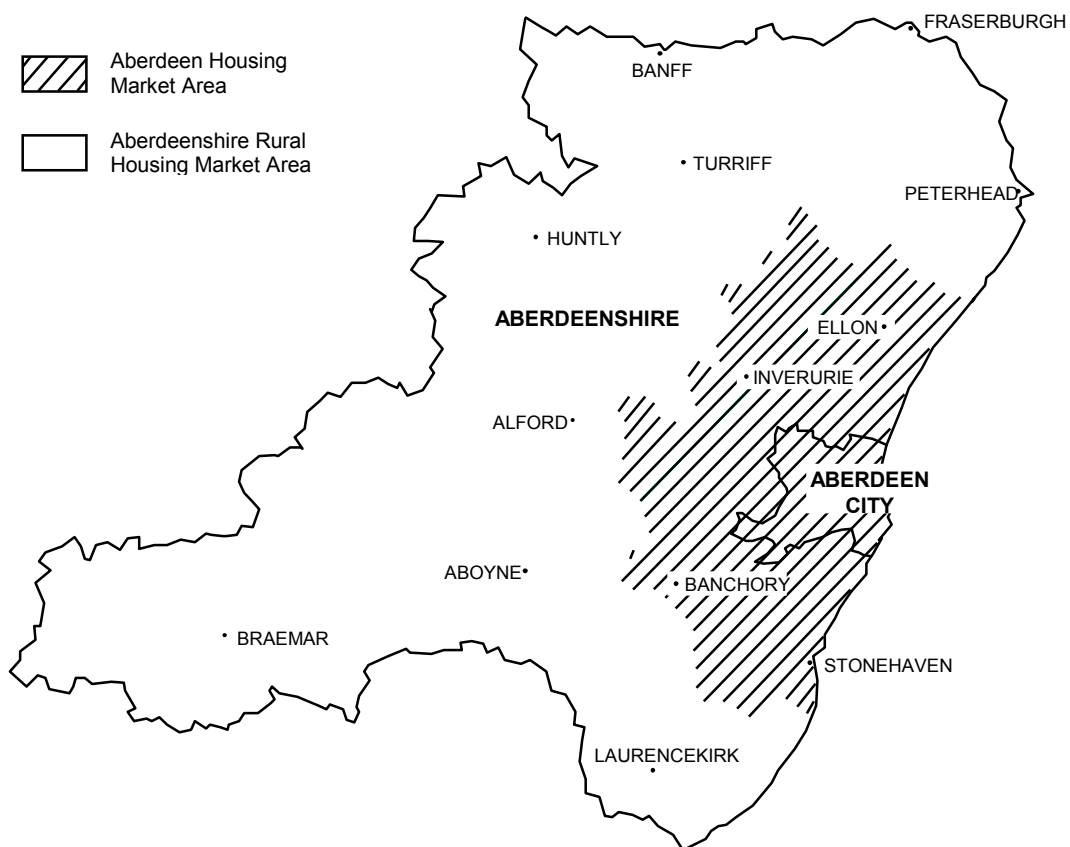 Aberdeen Housing
Market Area
Aberdeenshire Rural
Housing Market Area
FRASERBURGH
BANFF
TURRIFF
PETERHEAD
HUNTLY
ABERDEENSHIRE
ELLON
INVERURIE
ALFORD
ABERDEEN
CITY
ABOYNE
BANCHORY
BRAEMAR
STONEHAVEN
LAURENCEKIRK